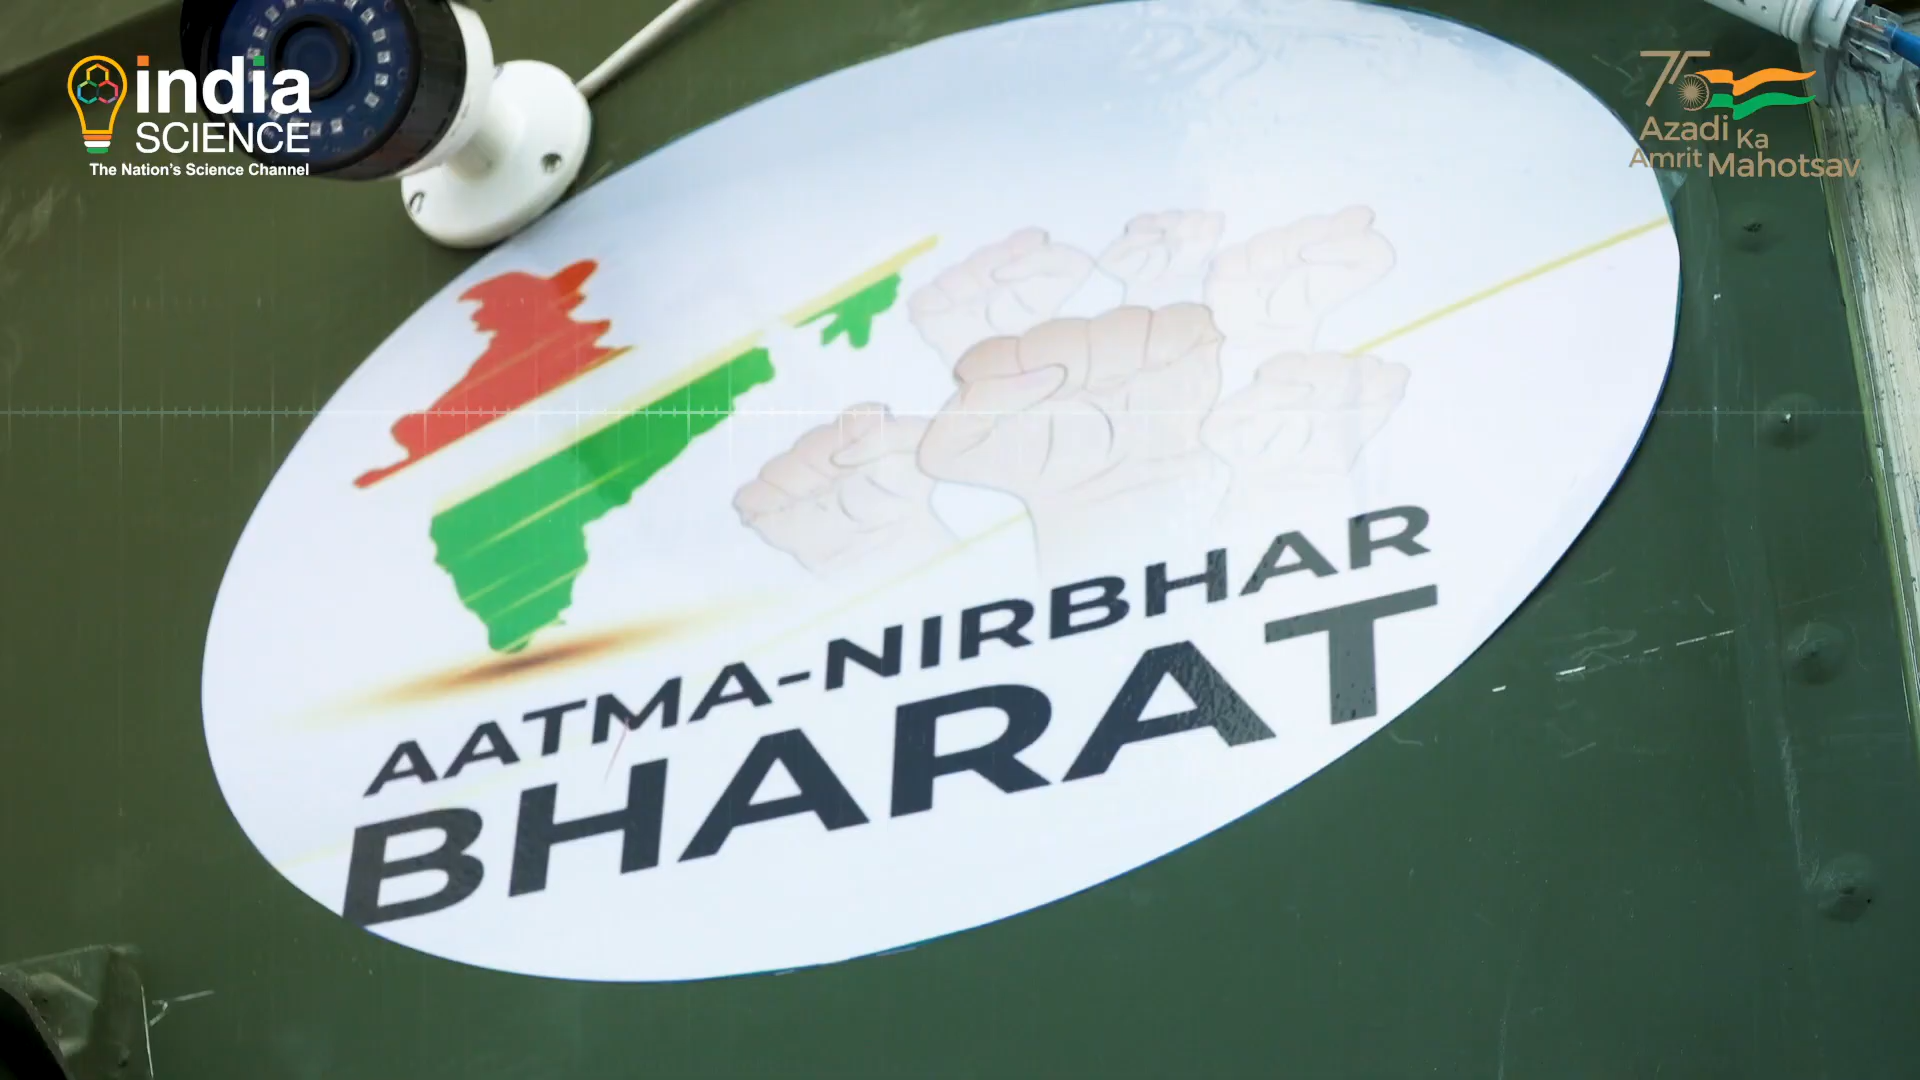 india
SCIENCE
The Nation's Science Channel
75
Azadi Ka
Amrit Mahotsav
AATMA-NIRBHAR
BHARAT